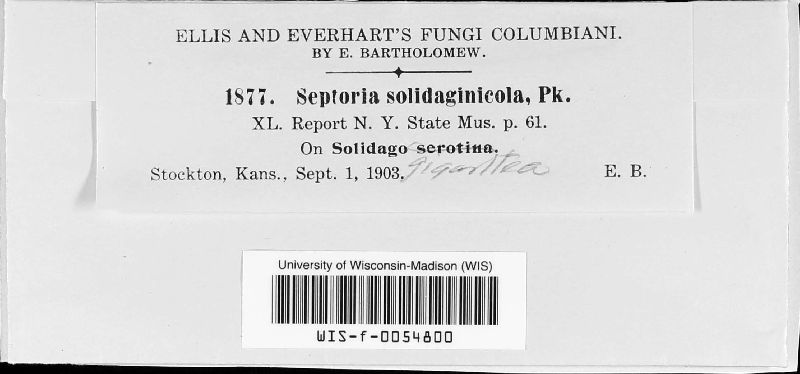 ELLIS AND EVERHART'S FUNGI COLUMBIANI.
BY E. BARTHOLOMEW.
1877. Septoria solidaginicola, Pk.
XL. Report N. Y. State Mus. p. 61.
On Solidago serotina.
gigantea
Stockton, Kans., Sept. 1, 1903. E. B.
University of Wisconsin-Madison (WIS)
WIS-f-0054800